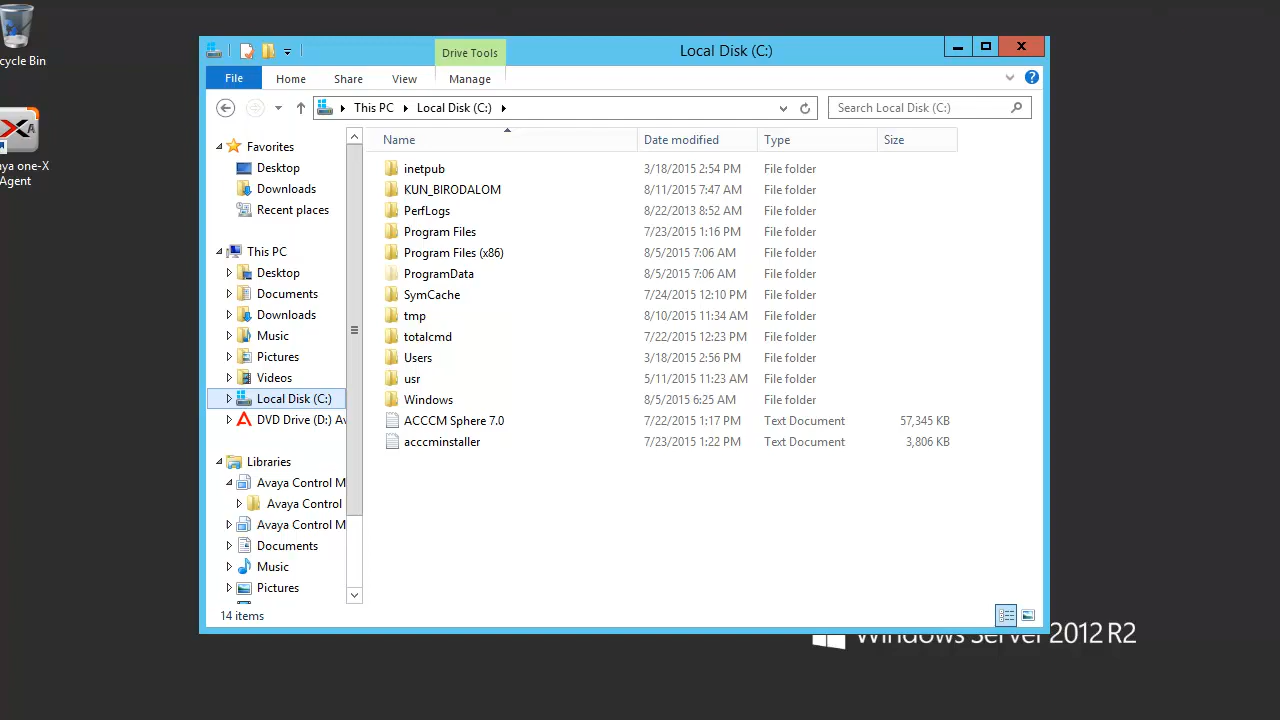 cycle Bin
aya one-X
Agent
Drive Tools
Local Disk (C:)
File
Home
Share
View
Manage
This PC
Local Disk (C:)
Search Local Disk (C:)
Name
Date modified
Type
Size
Favorites
Desktop
Downloads
Recent places
This PC
Desktop
Documents
Downloads
Music
Pictures
Videos
Local Disk (C:)
DVD Drive (D:) Av
Libraries
Avaya Control M
Avaya Control
Avaya Control M
Documents
Music
Pictures
inetpub 3/18/2015 2:54 PM File folder
KUN_BIRODALOM 8/11/2015 7:47 AM File folder
PerfLogs 8/22/2013 8:52 AM File folder
Program Files 7/23/2015 1:16 PM File folder
Program Files (x86) 8/5/2015 7:06 AM File folder
ProgramData 8/5/2015 7:06 AM File folder
SymCache 7/24/2015 12:10 PM File folder
tmp 8/10/2015 11:34 AM File folder
totalcmd 7/22/2015 12:23 PM File folder
Users 3/18/2015 2:56 PM File folder
usr 5/11/2015 11:23 AM File folder
Windows 8/5/2015 6:25 AM File folder
ACCCM Sphere 7.0 7/22/2015 1:17 PM Text Document 57,345 KB
acccminstaller 7/23/2015 1:22 PM Text Document 3,806 KB
14 items
Windows Server 2012 R2